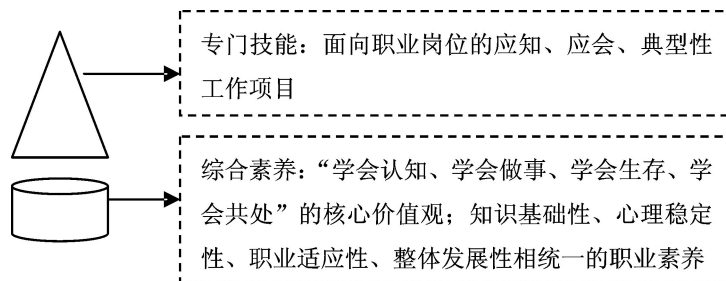 专门技能：面向职业岗位的应知、应会、典型性
工作项目
综合素养：“学会认知、学会做事、学会生存、学
会共处”的核心价值观；知识基础性、心理稳定
性、职业适应性、整体发展性相统一的职业素养